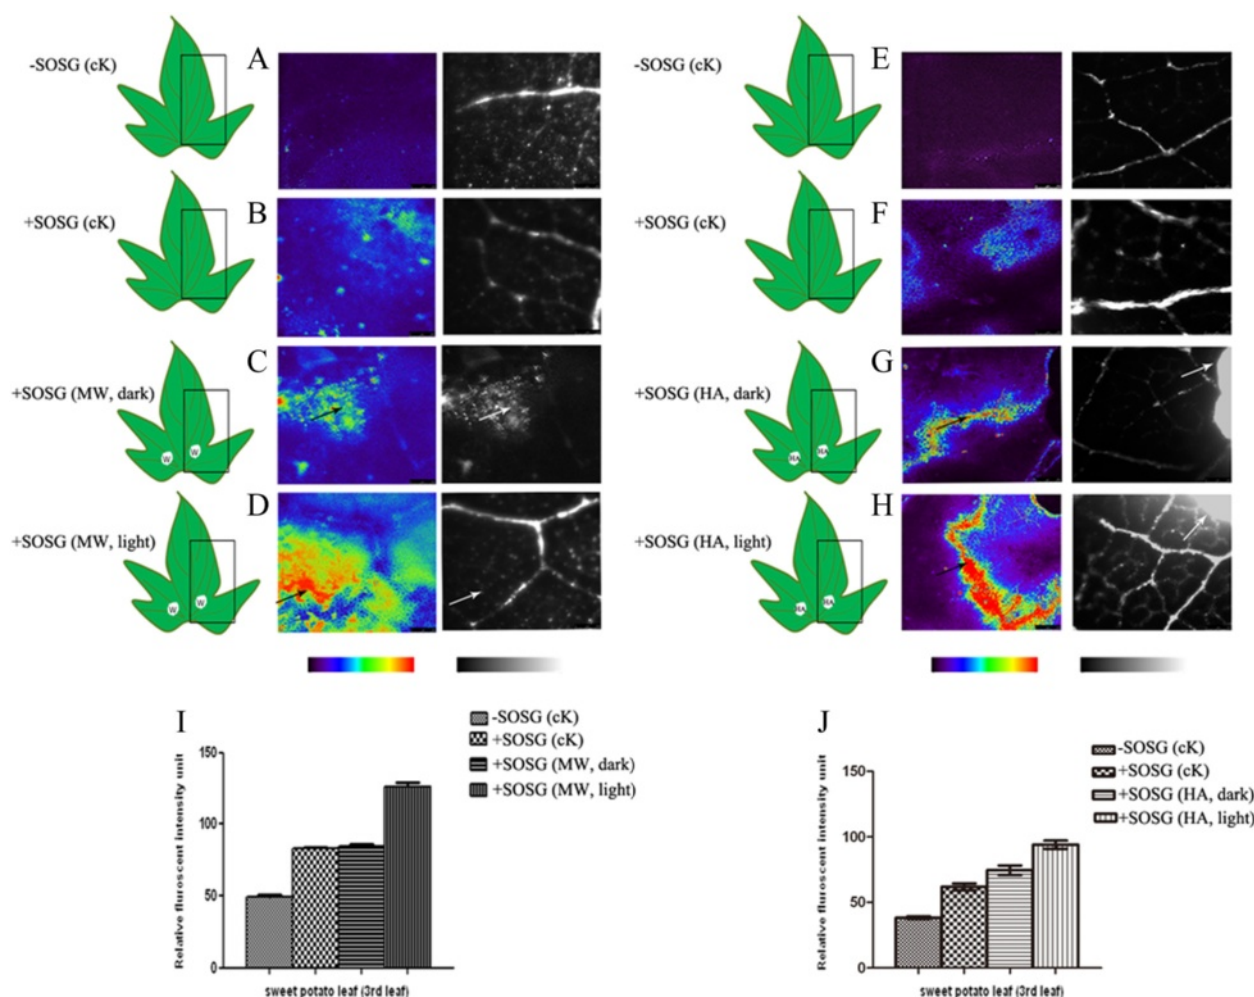 A
E
-SOSG (cK)
-SOSG (cK)
B
F
+SOSG (cK)
+SOSG (cK)
C
G
+SOSG (MW, dark)
+SOSG (HA, dark)
W
W
HA
HA
D
H
+SOSG (MW, light)
+SOSG (HA, light)
W
W
HA
HA
I
-SOSG (cK)
+SOSG (cK)
+SOSG (MW, dark)
+SOSG (MW, light)
Relative fluroscent intensity unit
150
100
50
0
sweet potato leaf (3rd leaf)
J
-SOSG (cK)
+SOSG (cK)
+SOSG (HA, dark)
+SOSG (HA, light)
Relative fluroscent intensity unit
150
100
50
0
sweet potato leaf (3rd leaf)